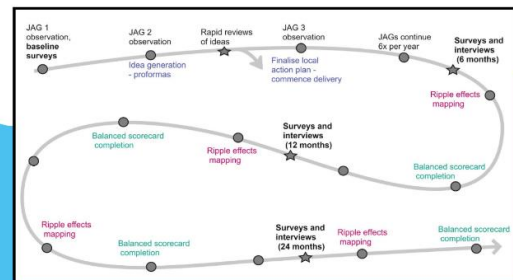 JAG 1
observation,
baseline
surveys
JAG 2
observation
Idea generation
- proformas
Rapid reviews
of ideas
JAG 3
observation
Finalise local
action plan -
commence delivery
JAGs continue
6x per year
Surveys and
interviews
(6 months)
Ripple effects
mapping
Balanced scorecard
completion
Surveys and
interviews
(12 months)
Ripple effects
mapping
Balanced scorecard
completion
Ripple effects
mapping
Balanced scorecard
completion
Surveys and
interviews
(24 months)
Ripple effects
mapping
Balanced scorecard
completion